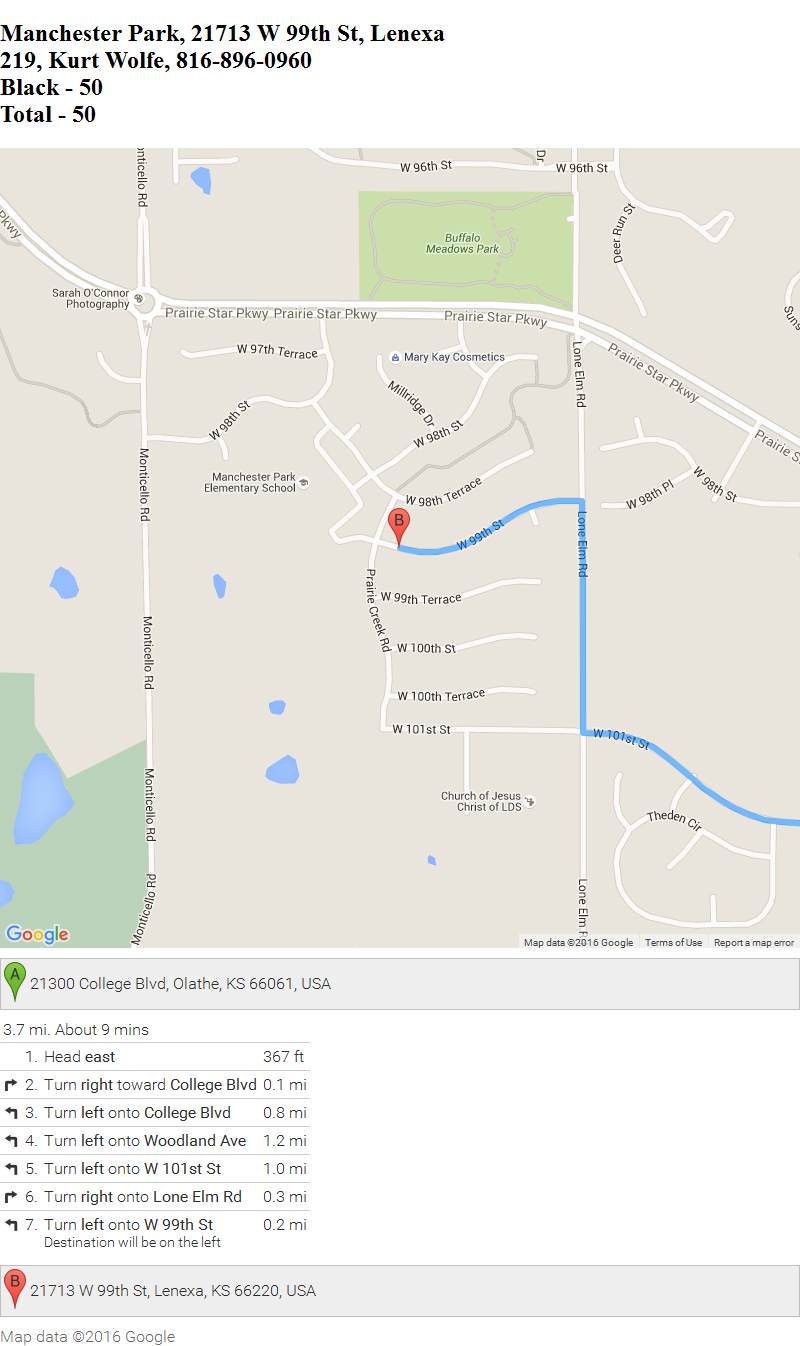 Manchester Park, 21713 W 99th St, Lenexa
219, Kurt Wolfe, 816-896-0960
Black - 50
Total - 50
W 96th St
Dr
W 96th St
Monticello Rd
Pkwy
Deer Run St
Buffalo
Meadows Park
Sarah O'Connor
Photography
Prairie Star Pkwy
Prairie Star Pkwy
Prairie Star Pkwy
Suns
W 97th Terrace
Mary Kay Cosmetics
Lone Elm Rd
Prairie Star Pkwy
Millridge Dr
W 98th St
W 98th St
Prairie S
Monticello Rd
Manchester Park
Elementary School
W 98th Terrace
W 98th Pl
W 98th St
B
W 99th St
Lone Elm Rd
Prairie Creek Rd
W 99th Terrace
Monticello Rd
W 100th St
W 100th Terrace
W 101st St
W 101st St
Monticello Rd
Church of Jesus
Christ of LDS
Theden Cir
Monticello Rd
Lone Elm R
Google
Map data ©2016 Google Terms of Use Report a map error
A 21300 College Blvd, Olathe, KS 66061, USA
3.7 mi. About 9 mins
1. Head east 367 ft
2. Turn right toward College Blvd 0.1 mi
3. Turn left onto College Blvd 0.8 mi
4. Turn left onto Woodland Ave 1.2 mi
5. Turn left onto W 101st St 1.0 mi
6. Turn right onto Lone Elm Rd 0.3 mi
7. Turn left onto W 99th St 0.2 mi
Destination will be on the left
B 21713 W 99th St, Lenexa, KS 66220, USA
Map data ©2016 Google